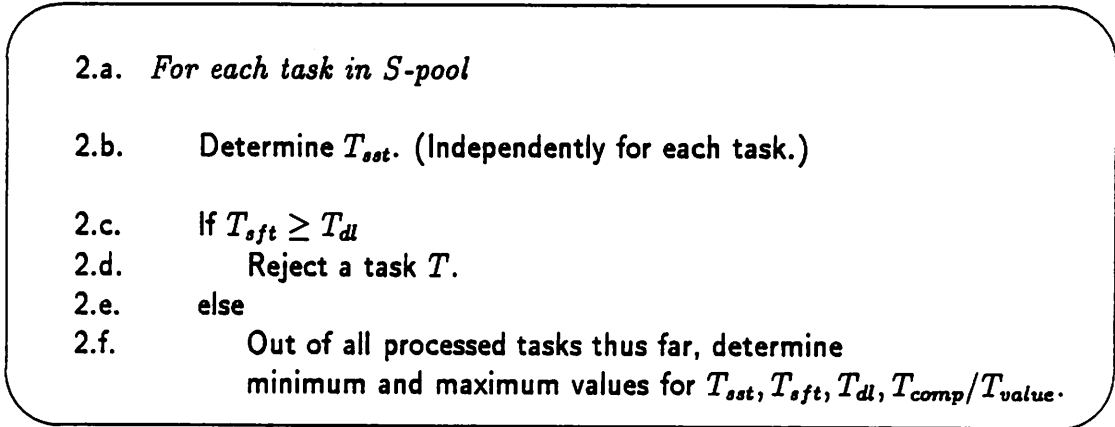 2.a. For each task in S-pool
2.b. Determine T_sst. (Independently for each task.)
2.c. If T_sft ≥ T_dl
2.d. Reject a task T.
2.e. else
2.f. Out of all processed tasks thus far, determine
minimum and maximum values for T_sst, T_sft, T_dl, T_comp/T_value.